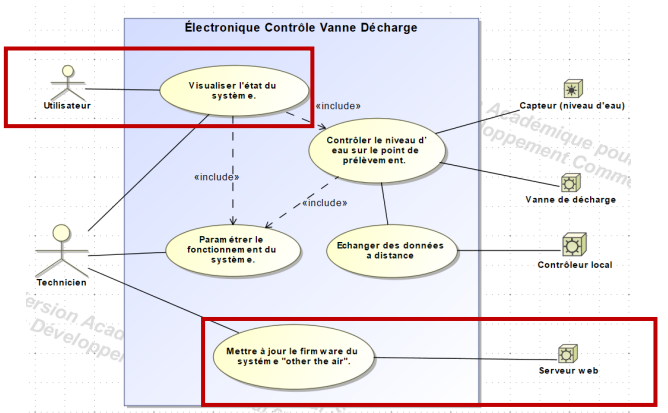 Électronique Contrôle Vanne Décharge
Utilisateur
Visualiser l'état du
système.
«include»
Capteur (niveau d'eau)
Académique pour
Contrôler le niveau d'
eau sur le point de
prélèvement.
Vanne de décharge
«include»
«include»
Technicien
Paramétrer le
fonctionnement du
système.
Echanger des données
a distance
Contrôleur local
Mettre à jour le firmware du
système "other the air".
Serveur web